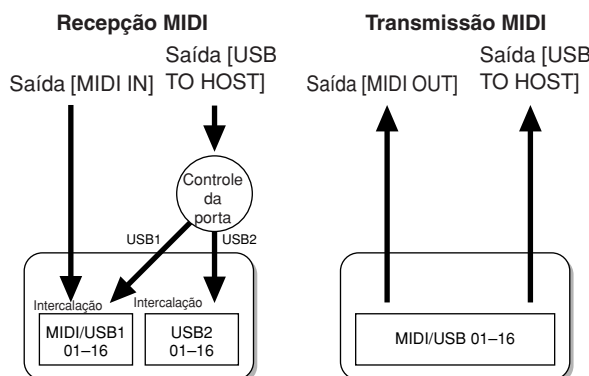 Recepção MIDI
Saída [MIDI IN]
Saída [USB
TO HOST]
Controle
da
porta
USB1
USB2
Intercalação
Intercalação
MIDI/USB1
01–16
USB2
01–16
Transmissão MIDI
Saída [MIDI OUT]
Saída [USB
TO HOST]
MIDI/USB 01–16